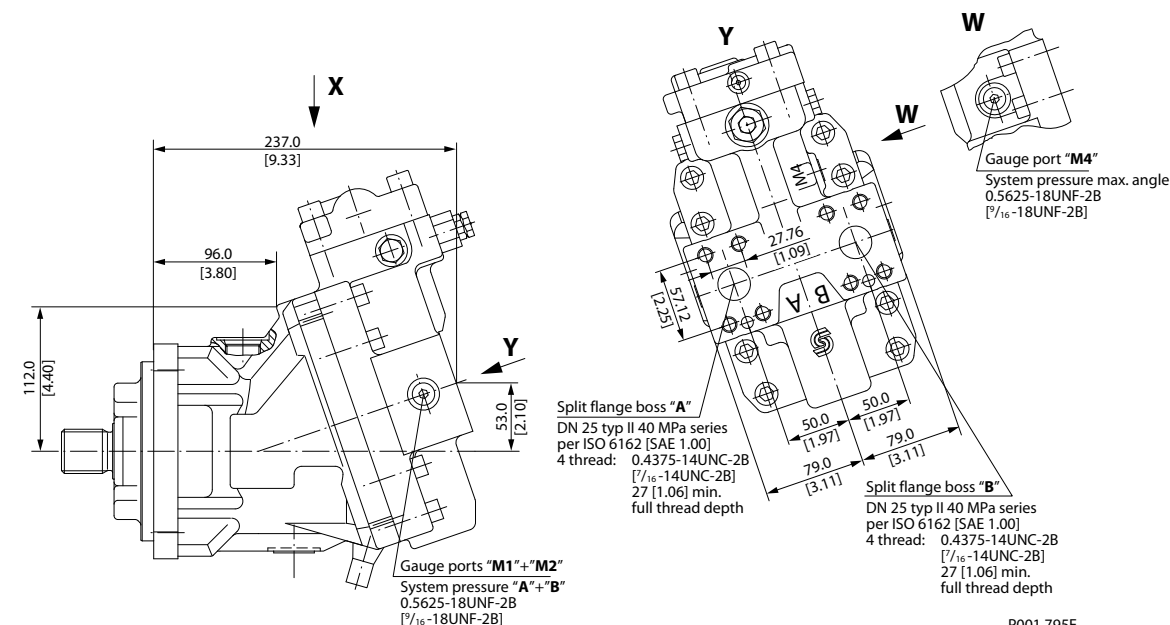 X
237.0
[9.33]
96.0
[3.80]
112.0
[4.40]
Y
53.0
[2.10]
Gauge ports "M1"+"M2"
System pressure "A"+"B"
0.5625-18UNF-2B
[9/16 -18UNF-2B]
Y
W
W
M4
Gauge port "M4"
System pressure max. angle
0.5625-18UNF-2B
[9/16 -18UNF-2B]
27.76
[1.09]
57.12
[2.25]
B A
50.0
[1.97]
50.0
[1.97]
79.0
[3.11]
79.0
[3.11]
Split flange boss "A"
DN 25 typ II 40 MPa series
per ISO 6162 [SAE 1.00]
4 thread: 0.4375-14UNC-2B
[7/16 -14UNC-2B]
27 [1.06] min.
full thread depth
Split flange boss "B"
DN 25 typ II 40 MPa series
per ISO 6162 [SAE 1.00]
4 thread: 0.4375-14UNC-2B
[7/16 -14UNC-2B]
27 [1.06] min.
full thread depth